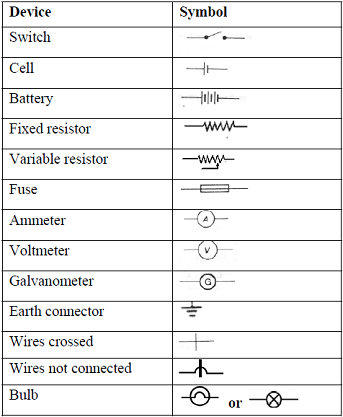 Device Symbol
Switch
Cell
Battery
Fixed resistor
Variable resistor
Fuse
Ammeter A
Voltmeter V
Galvanometer G
Earth connector
Wires crossed
Wires not connected
Bulb or